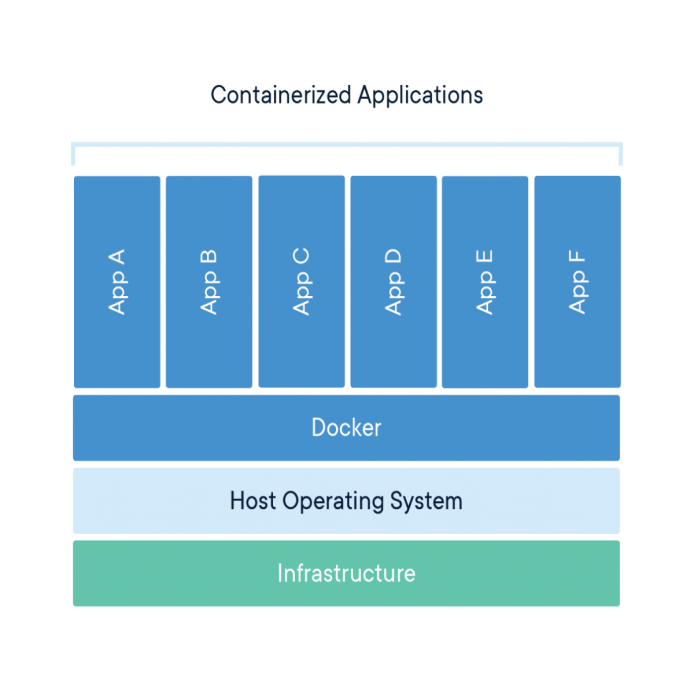 Containerized Applications
App A
App B
App C
App D
App E
App F
Docker
Host Operating System
Infrastructure